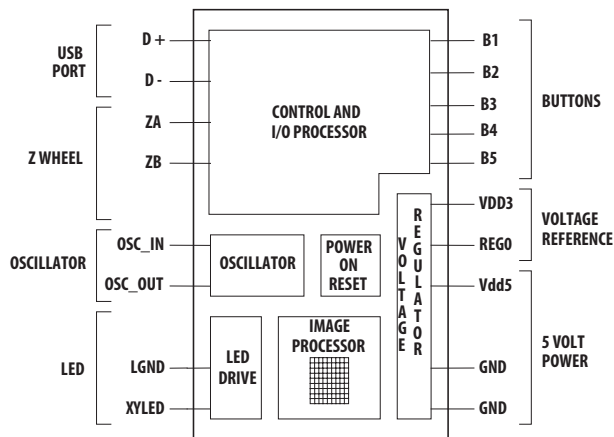 USB
PORT
Z WHEEL
OSCILLATOR
LED
D +
D -
ZA
ZB
OSC_IN
OSC_OUT
LGND
XYLED
CONTROL AND
I/O PROCESSOR
OSCILLATOR
POWER
ON
RESET
LED
DRIVE
IMAGE
PROCESSOR
VOLTAGE
REGULATOR
B1
B2
B3
B4
B5
VDD3
REG0
Vdd5
GND
GND
BUTTONS
VOLTAGE
REFERENCE
5 VOLT
POWER